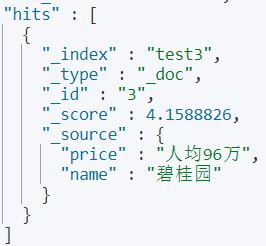 "hits" : [
{
"_index" : "test3",
"_type" : "_doc",
"_id" : "3",
"_score" : 4.1588826,
"_source" : {
"price" : "人均96万",
"name" : "碧桂园"
}
}
]